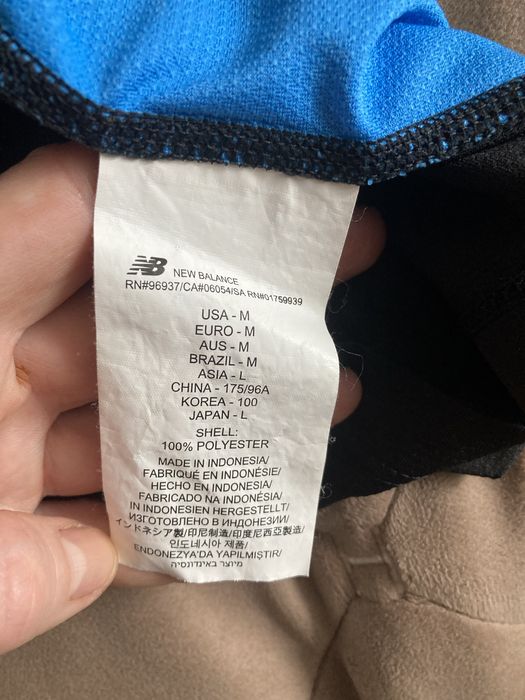 NB NEW BALANCE
RN#96937/CA#06054/SA RN#01759939
USA - M
EURO - M
AUS - M
BRAZIL - M
ASIA - L
CHINA - 175/96A
KOREA - 100
JAPAN - L
SHELL:
100% POLYESTER
MADE IN INDONESIA/
FABRIQUÉ EN INDONÉSIE/
HECHO EN INDONESIA/
FABRICADO NA INDONÉSIA/
IN INDONESIEN HERGESTELLT/
ИЗГОТОВЛЕНО В ИНДОНЕЗИИ/
インドネシア製/印尼制造/印度尼西亞製造/
인도네시아 제품/
ENDONEZYA'DA YAPILMIŞTIR/
מיוצר באינדונסיה